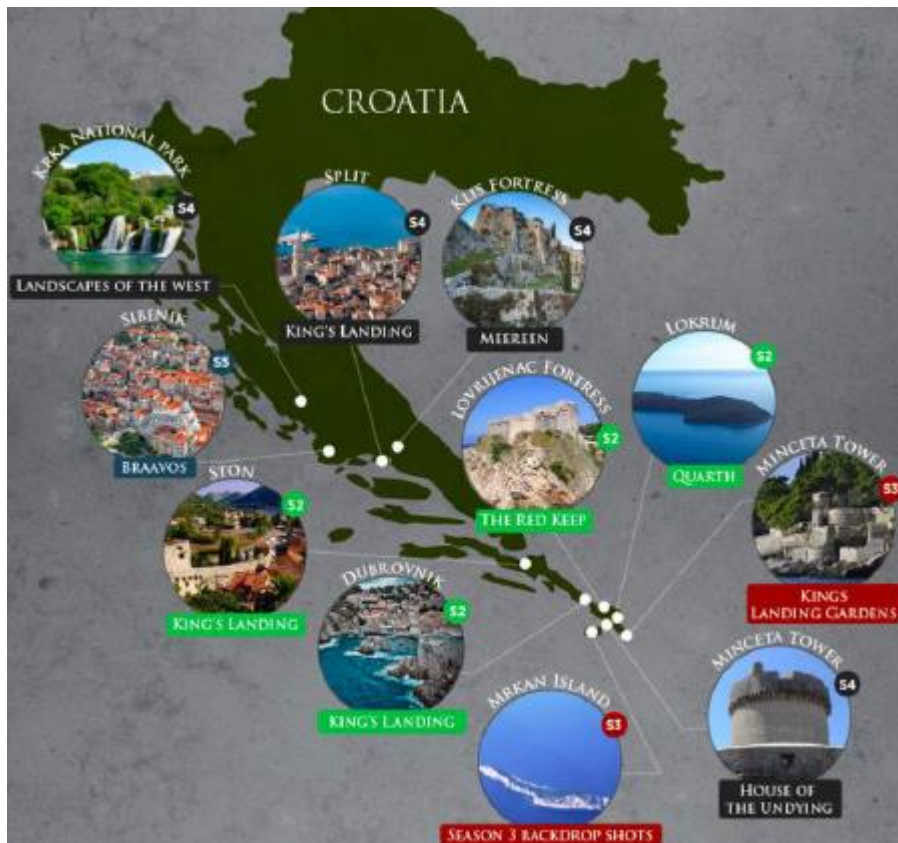 CROATIA
KRKA NATIONAL PARK
S4
LANDSCAPES OF THE WEST
SPLIT
S4
KING'S LANDING
KLIS FORTRESS
S4
MEEREEN
SIBENIK
S5
BRAAVOS
LOVRIJENAC FORTRESS
S2
THE RED KEEP
LOKRUM
S2
QUARTH
STON
S2
KING'S LANDING
MINCETA TOWER
S3
KING'S
LANDING GARDENS
DUBROVNIK
S2
KING'S LANDING
MRKAN ISLAND
S3
SEASON 3 BACKDROP SHOTS
MINCETA TOWER
S4
HOUSE OF
THE UNDYING